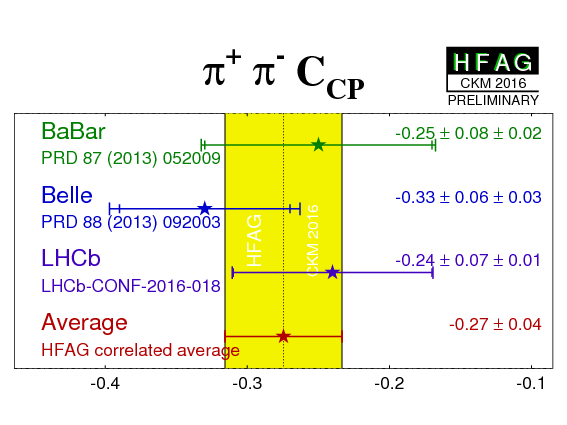 π+ π- CCP
HFAG
CKM 2016
PRELIMINARY
BaBar
-0.25 ± 0.08 ± 0.02
PRD 87 (2013) 052009
Belle
-0.33 ± 0.06 ± 0.03
PRD 88 (2013) 092003
HFAG
CKM 2016
LHCb
-0.24 ± 0.07 ± 0.01
LHCb-CONF-2016-018
Average
-0.27 ± 0.04
HFAG correlated average
-0.4 -0.3 -0.2 -0.1